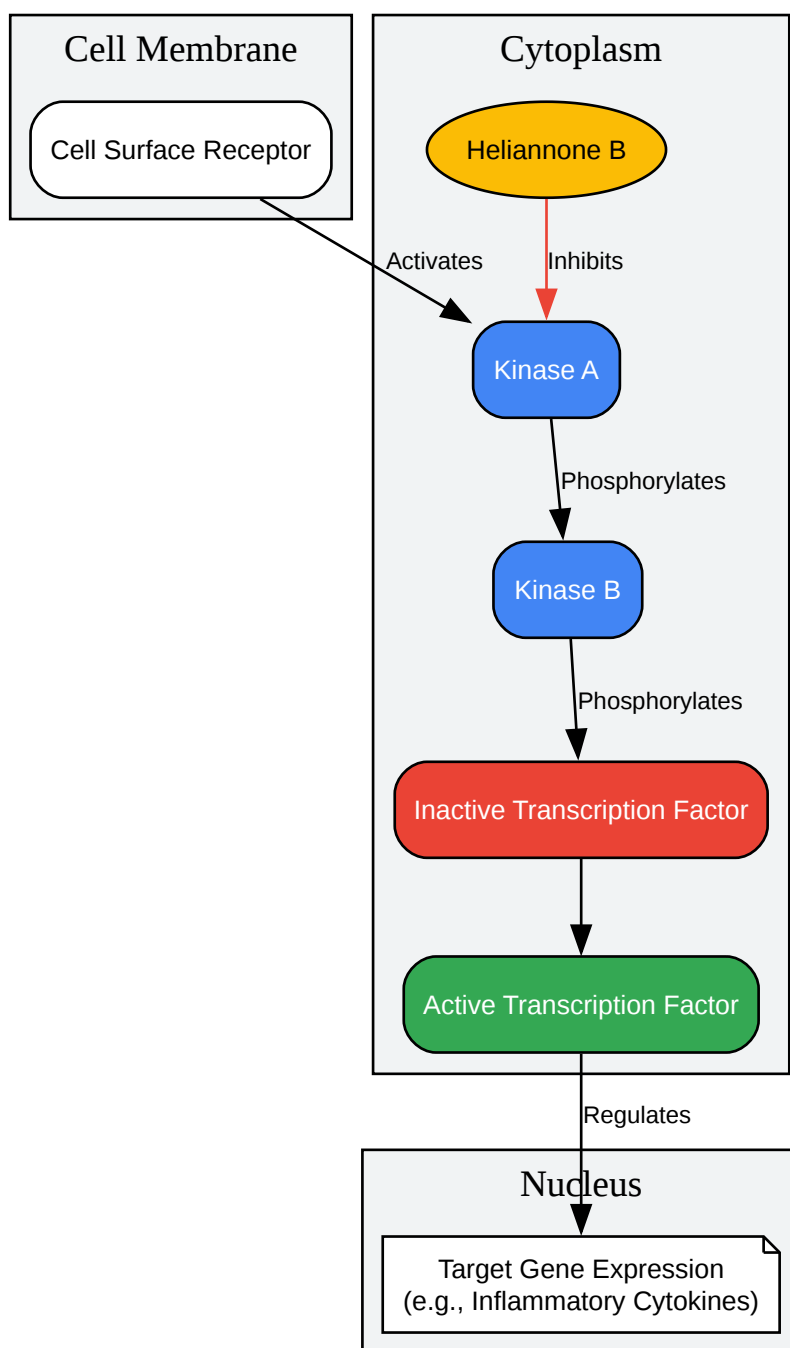 Cell Membrane
Cytoplasm
Cell Surface Receptor
Heliannone B
Activates
Inhibits
Kinase A
Phosphorylates
Kinase B
Phosphorylates
Inactive Transcription Factor
Active Transcription Factor
Regulates
Nucleus
Target Gene Expression
(e.g., Inflammatory Cytokines)